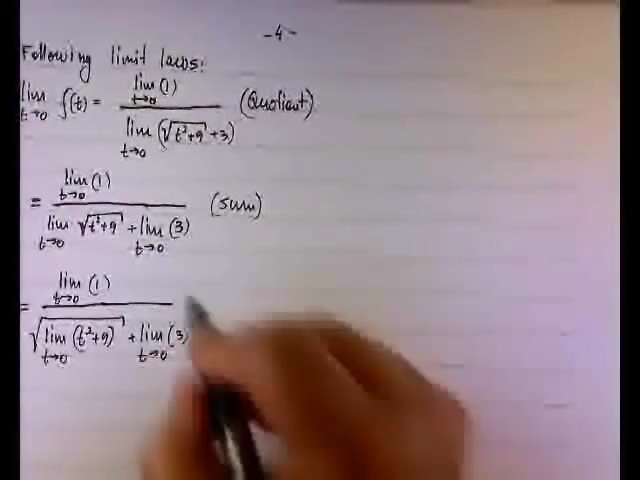 -4-
Following limit laws:
lim t→0 f(t) = lim t→0 (1) / lim t→0 (√(t²+9) + 3) (Quotient)
= lim t→0 (1) / lim t→0 √(t²+9) + lim t→0 (3) (sum)
= lim t→0 (1) / √(lim t→0 (t²+9)) + lim t→0 (3)